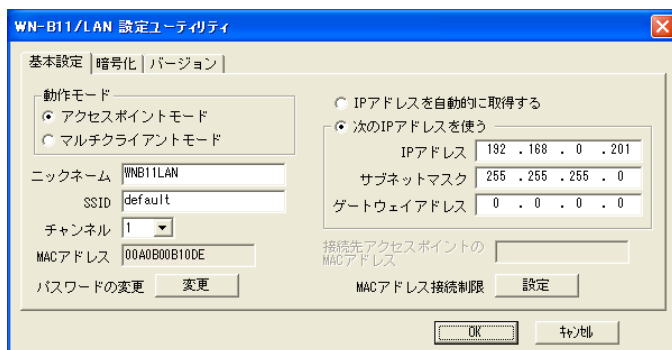 WN-B11/LAN 設定ユーティリティ
基本設定 暗号化 バージョン
動作モード
アクセスポイントモード
マルチクライアントモード
ニックネーム WNB11LAN
SSID default
チャンネル 1
MACアドレス 00A0B00B10DE
パスワードの変更 変更
IPアドレスを自動的に取得する
次のIPアドレスを使う
IPアドレス 192 . 168 . 0 . 201
サブネットマスク 255 . 255 . 255 . 0
ゲートウェイアドレス 0 . 0 . 0 . 0
接続先アクセスポイントの
MACアドレス
MACアドレス接続制限 設定
OK キャンセル